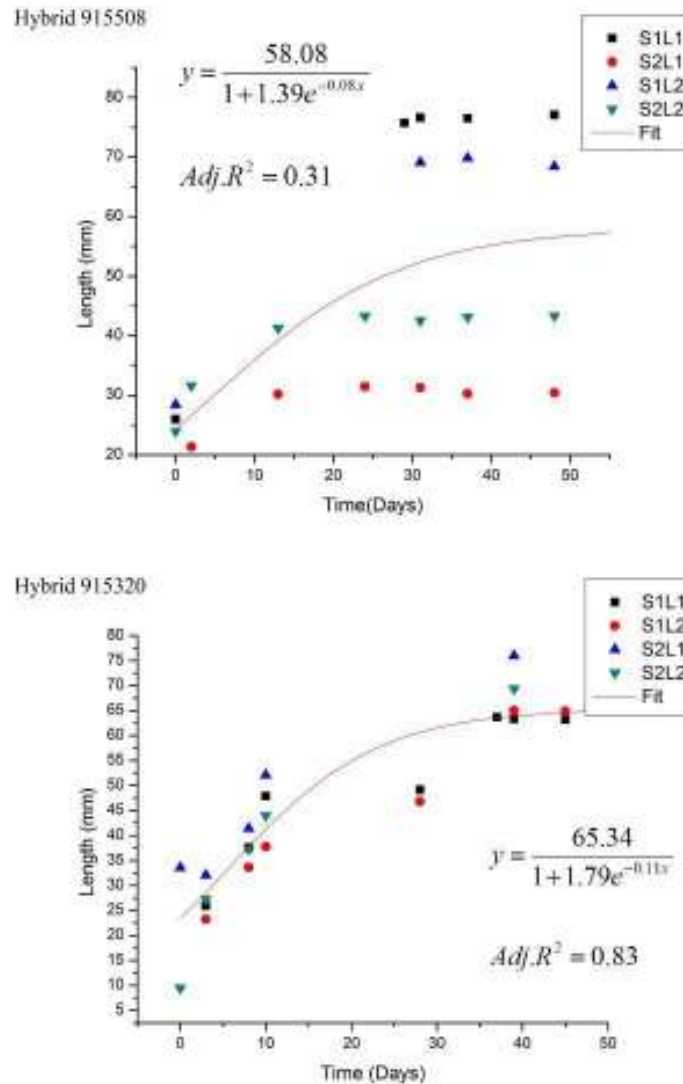 Hybrid 915508
y = 58.08 / 1+1.39e^-0.08x
Adj.R² = 0.31
S1L1
S2L1
S1L2
S2L2
Fit
Length (mm)
80
70
60
50
40
30
20
0 10 20 30 40 50
Time(Days)
Hybrid 915320
S1L1
S1L2
S2L1
S2L2
Fit
Length (mm)
80
75
70
65
60
55
50
45
40
35
30
25
20
15
10
5
y = 65.34 / 1+1.79e^-0.11x
Adj.R² = 0.83
0 10 20 30 40 50
Time (Days)